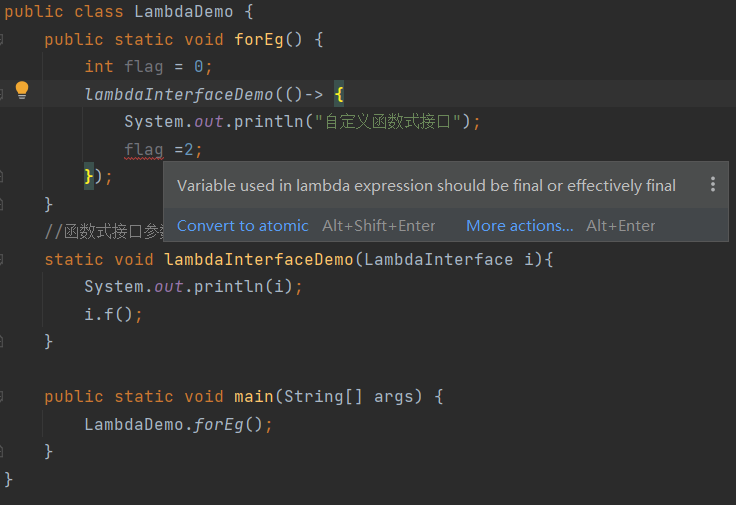 public class LambdaDemo {
public static void forEg() {
int flag = 0;
lambdaInterfaceDemo(()-> {
System.out.println("自定义函数式接口");
flag =2;
});
Variable used in lambda expression should be final or effectively final
Convert to atomic Alt+Shift+Enter More actions... Alt+Enter
}
//函数式接口参
static void lambdaInterfaceDemo(LambdaInterface i){
System.out.println(i);
i.f();
}
public static void main(String[] args) {
LambdaDemo.forEg();
}
}